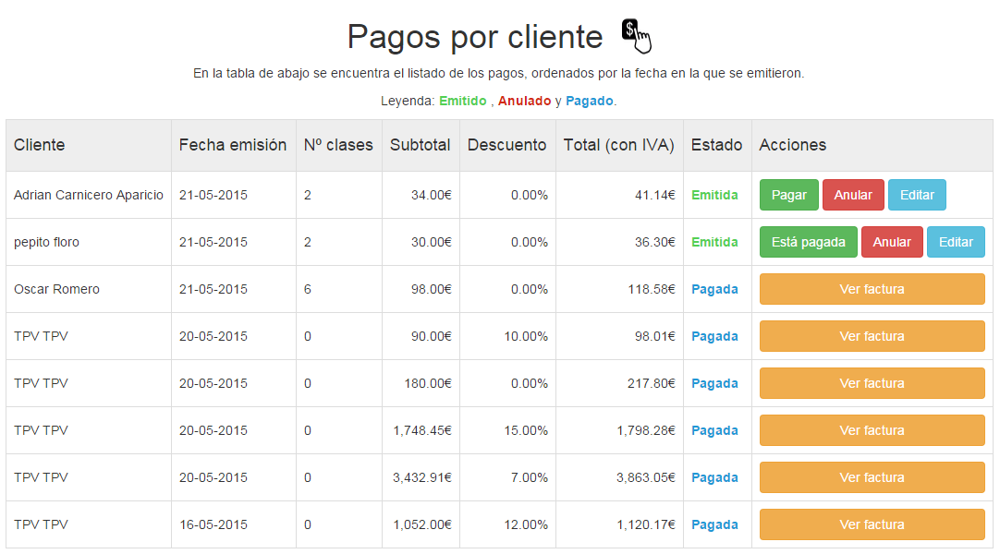 Pagos por cliente $
En la tabla de abajo se encuentra el listado de los pagos, ordenados por la fecha en la que se emitieron.
Leyenda: Emitido , Anulado y Pagado.
Cliente Fecha emisión Nº clases Subtotal Descuento Total (con IVA) Estado Acciones
Adrian Carnicero Aparicio 21-05-2015 2 34.00€ 0.00% 41.14€ Emitida Pagar Anular Editar
pepito floro 21-05-2015 2 30.00€ 0.00% 36.30€ Emitida Está pagada Anular Editar
Oscar Romero 21-05-2015 6 98.00€ 0.00% 118.58€ Pagada Ver factura
TPV TPV 20-05-2015 0 90.00€ 10.00% 98.01€ Pagada Ver factura
TPV TPV 20-05-2015 0 180.00€ 0.00% 217.80€ Pagada Ver factura
TPV TPV 20-05-2015 0 1,748.45€ 15.00% 1,798.28€ Pagada Ver factura
TPV TPV 20-05-2015 0 3,432.91€ 7.00% 3,863.05€ Pagada Ver factura
TPV TPV 16-05-2015 0 1,052.00€ 12.00% 1,120.17€ Pagada Ver factura